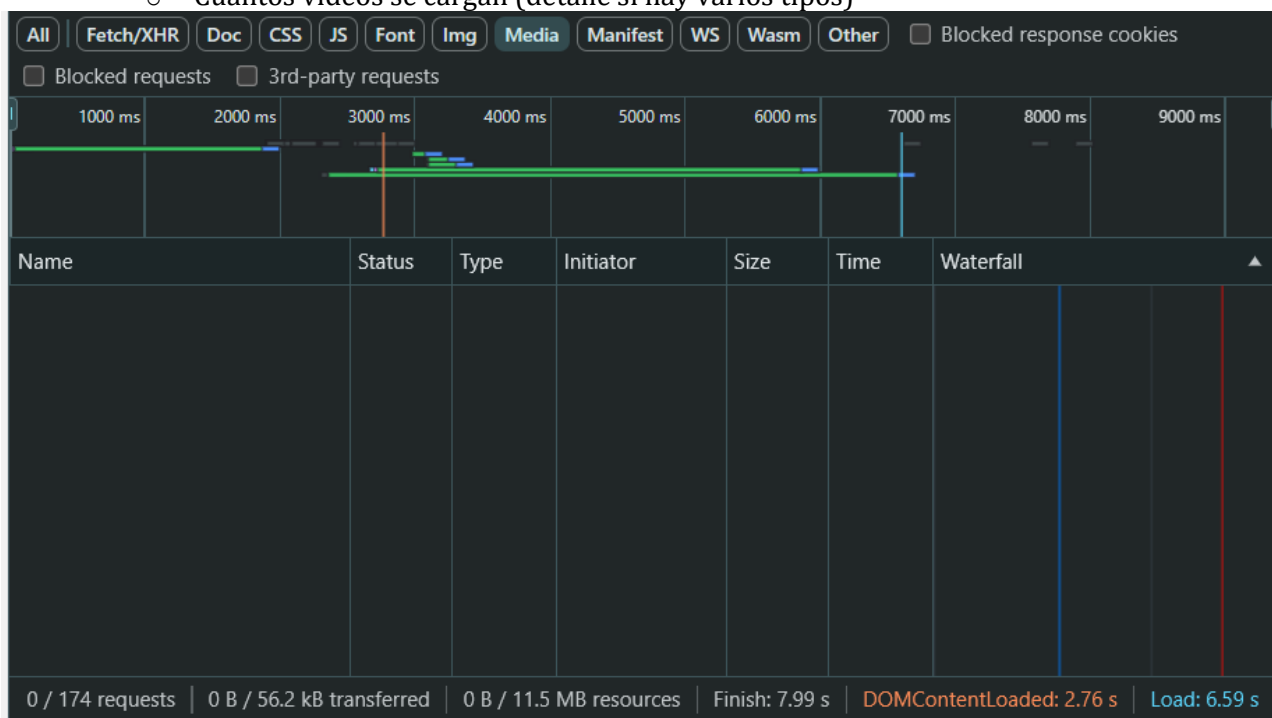 o Cuantos videos se cargan (detalle si hay varios tipos)
All Fetch/XHR Doc CSS JS Font Img Media Manifest WS Wasm Other Blocked response cookies
Blocked requests 3rd-party requests
1000 ms 2000 ms 3000 ms 4000 ms 5000 ms 6000 ms 7000 ms 8000 ms 9000 ms
Name Status Type Initiator Size Time Waterfall
0 / 174 requests 0 B / 56.2 kB transferred 0 B / 11.5 MB resources Finish: 7.99 s DOMContentLoaded: 2.76 s Load: 6.59 s